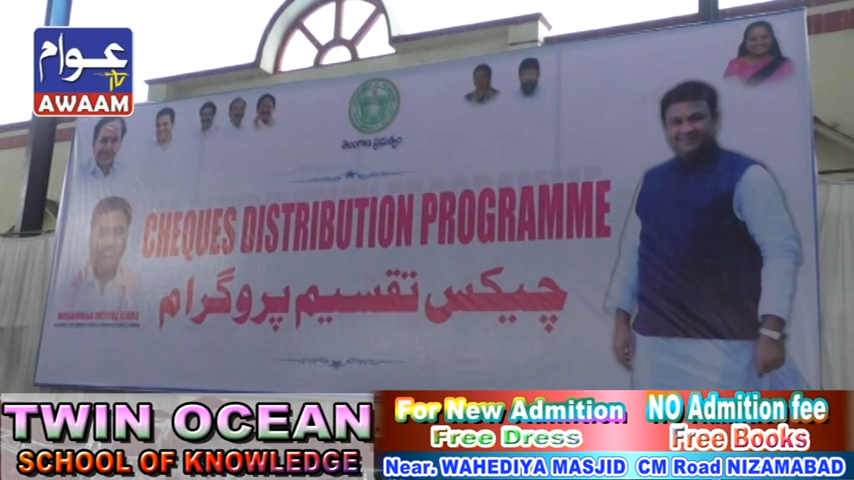 عوام
TV
AWAAM
తెలంగాణ ప్రభుత్వం
CHEQUES DISTRIBUTION PROGRAMME
چیکس تقسیم پروگرام
TWIN OCEAN
SCHOOL OF KNOWLEDGE
For New Admition
Free Dress
NO Admition fee
Free Books
Near. WAHEDIYA MASJID CM Road NIZAMABAD